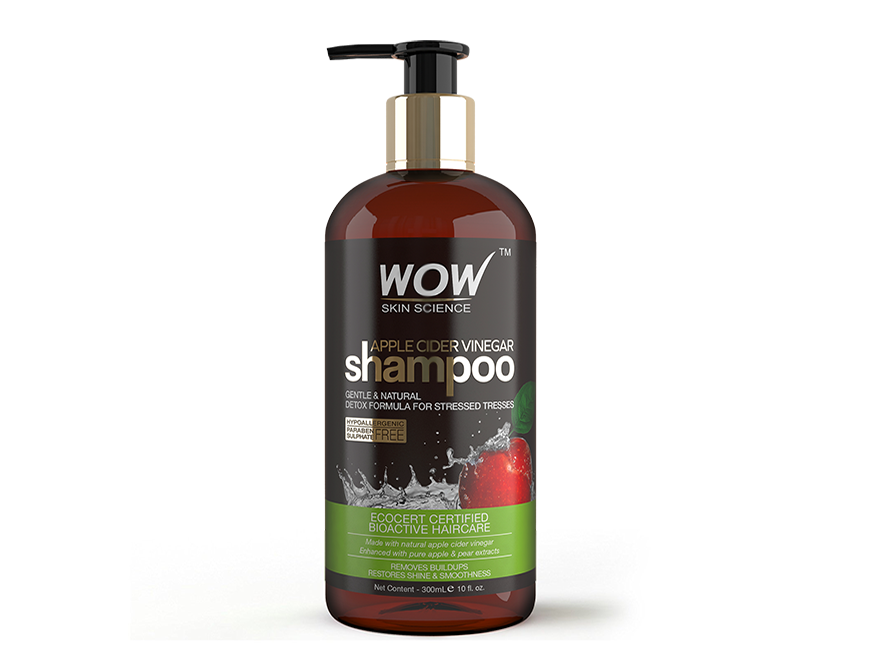 WOW™
SKIN SCIENCE
APPLE CIDER VINEGAR
shampoo
GENTLE & NATURAL
DETOX FORMULA FOR STRESSED TRESSES
HYPOALLERGENIC
PARABEN
SULPHATE FREE
ECOCERT CERTIFIED
BIOACTIVE HAIRCARE
Made with natural apple cider vinegar
Enhanced with pure apple & pear extracts
REMOVES BUILDUPS
RESTORES SHINE & SMOOTHNESS
Net Content - 300mL℮ 10 fl. oz.